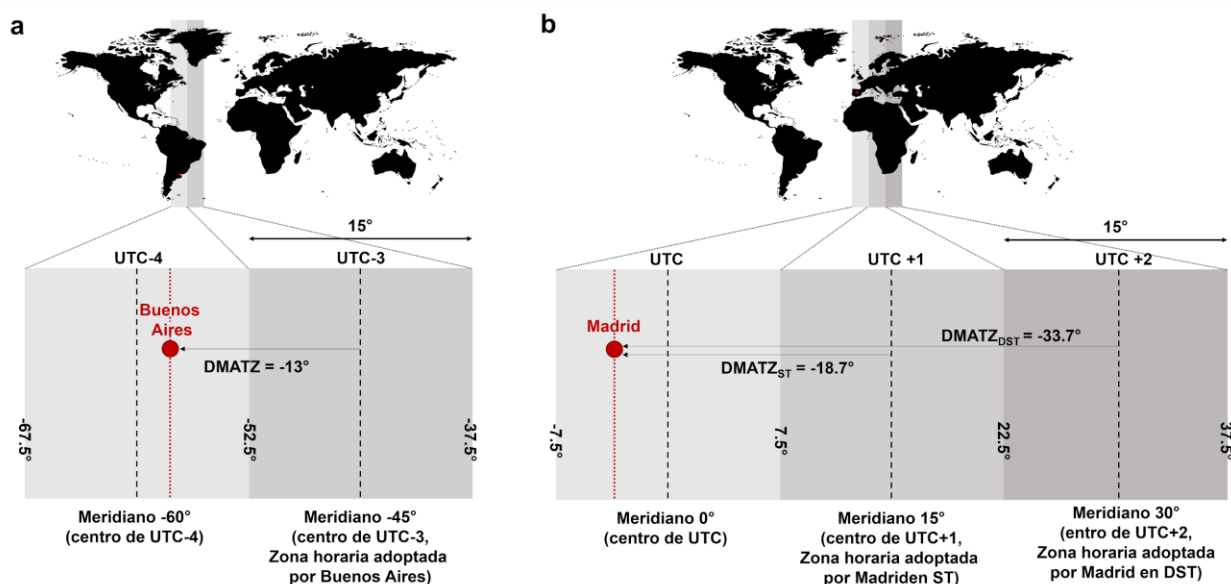 a
15°
UTC-4
UTC-3
Buenos
Aires
DMATZ = -13°
-67.5°
-52.5°
-37.5°
Meridiano -60°
(centro de UTC-4)
Meridiano -45°
(centro de UTC-3,
Zona horaria adoptada
por Buenos Aires)
b
15°
UTC
UTC +1
UTC +2
Madrid
DMATZDST = -33.7°
DMATZST = -18.7°
-7.5°
7.5°
22.5°
37.5°
Meridiano 0°
(centro de UTC)
Meridiano 15°
(centro de UTC+1,
Zona horaria adoptada
por Madriden ST)
Meridiano 30°
(entro de UTC+2,
Zona horaria adoptada
por Madrid en DST)